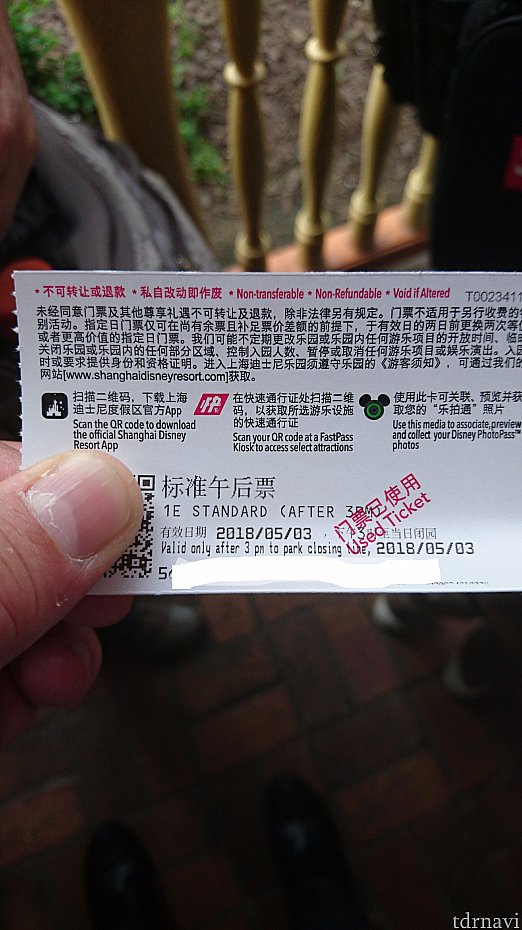 * 不可转让或退款 * 私自改动即作废 * Non-transferable * Non-Refundable * Void if Altered
T0023411
未经同意门票及其他尊享礼遇不可转让及退款，除非法律另有规定。门票不适用于另行收费的特
别活动。指定日门票仅可在尚有余票且补足票价差额的前提下，于有效日的两日前更换两次等值
或者更高价值的指定日门票。我们可能不定期更改乐园或乐园内任何游乐项目的开放时间、临时
关闭乐园或乐园内的任何部分区域、控制入园人数、暂停或取消任何游乐项目或娱乐演出。入园
时或要求提供身份和资格证明。进入上海迪士尼乐园须遵守乐园的《游客须知》，可通过我们的
网站[www.shanghaidisneyresort.com]获取。
扫描二维码，下载上海
迪士尼度假区官方App
Scan the QR code to download
the official Shanghai Disney
Resort App
FP
在快速通行证处扫描二维
码，以获取所选游乐设施
的快速通行证
Scan your QR code at a FastPass
Kiosk to access select attractions
使用此卡可关联、预览并获
取您的“乐拍通”照片
Use this media to associate, preview
and collect your Disney PhotoPass™
photos
标准午后票
1E STANDARD (AFTER 3PM)
有效日期 2018/05/03 ，下午3 至当日闭园
Valid only after 3 pm to park closing time, 2018/05/03
门票已使用
Used Ticket
tdrnavi